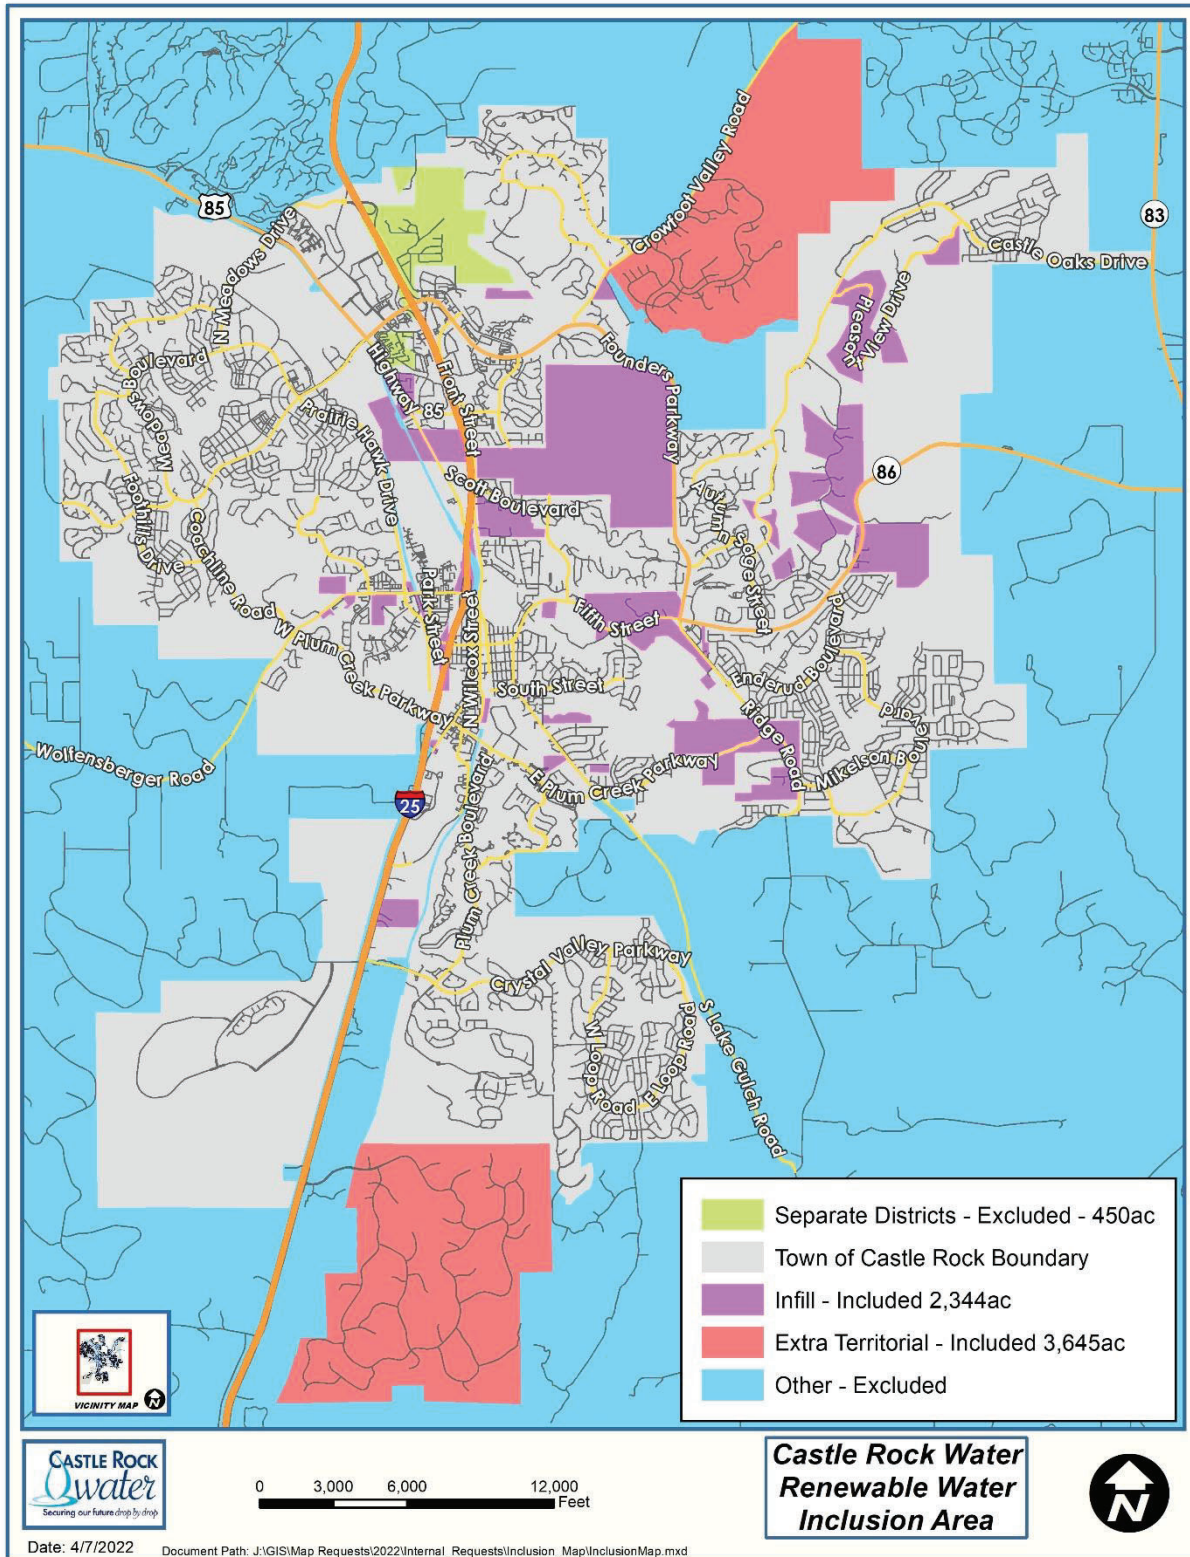 85
83
Crowfoot Valley Road
Castle Oaks Drive
N Meadows Drive
Pleasant
View Drive
Founders Parkway
Highway
85
Front Street
Meadows
Boulevard
Prairie Hawk Drive
86
Scott Boulevard
Foothills Drive
Coachline Road
Autumn
Sage Street
Park Street
N Wilcox Street
Fifth Street
W Plum Creek Parkway
Enderud Boulevard
South Street
Ridge Road
Mikelson Boulevard
Wolfensberger Road
E Plum Creek Parkway
25
Plum Creek Boulevard
Crystal Valley Parkway
W Loop
Road
E Loop Road
S Lake Gulch Road
Separate Districts - Excluded - 450ac
Town of Castle Rock Boundary
Infill - Included 2,344ac
Extra Territorial - Included 3,645ac
Other - Excluded
VICINITY MAP
N
CASTLE ROCK
water
Securing our future drop by drop
0 3,000 6,000 12,000
Feet
Castle Rock Water
Renewable Water
Inclusion Area
N
Date: 4/7/2022
Document Path: J:\GIS\Map Requests\2022\Internal_Requests\Inclusion_Map\InclusionMap.mxd